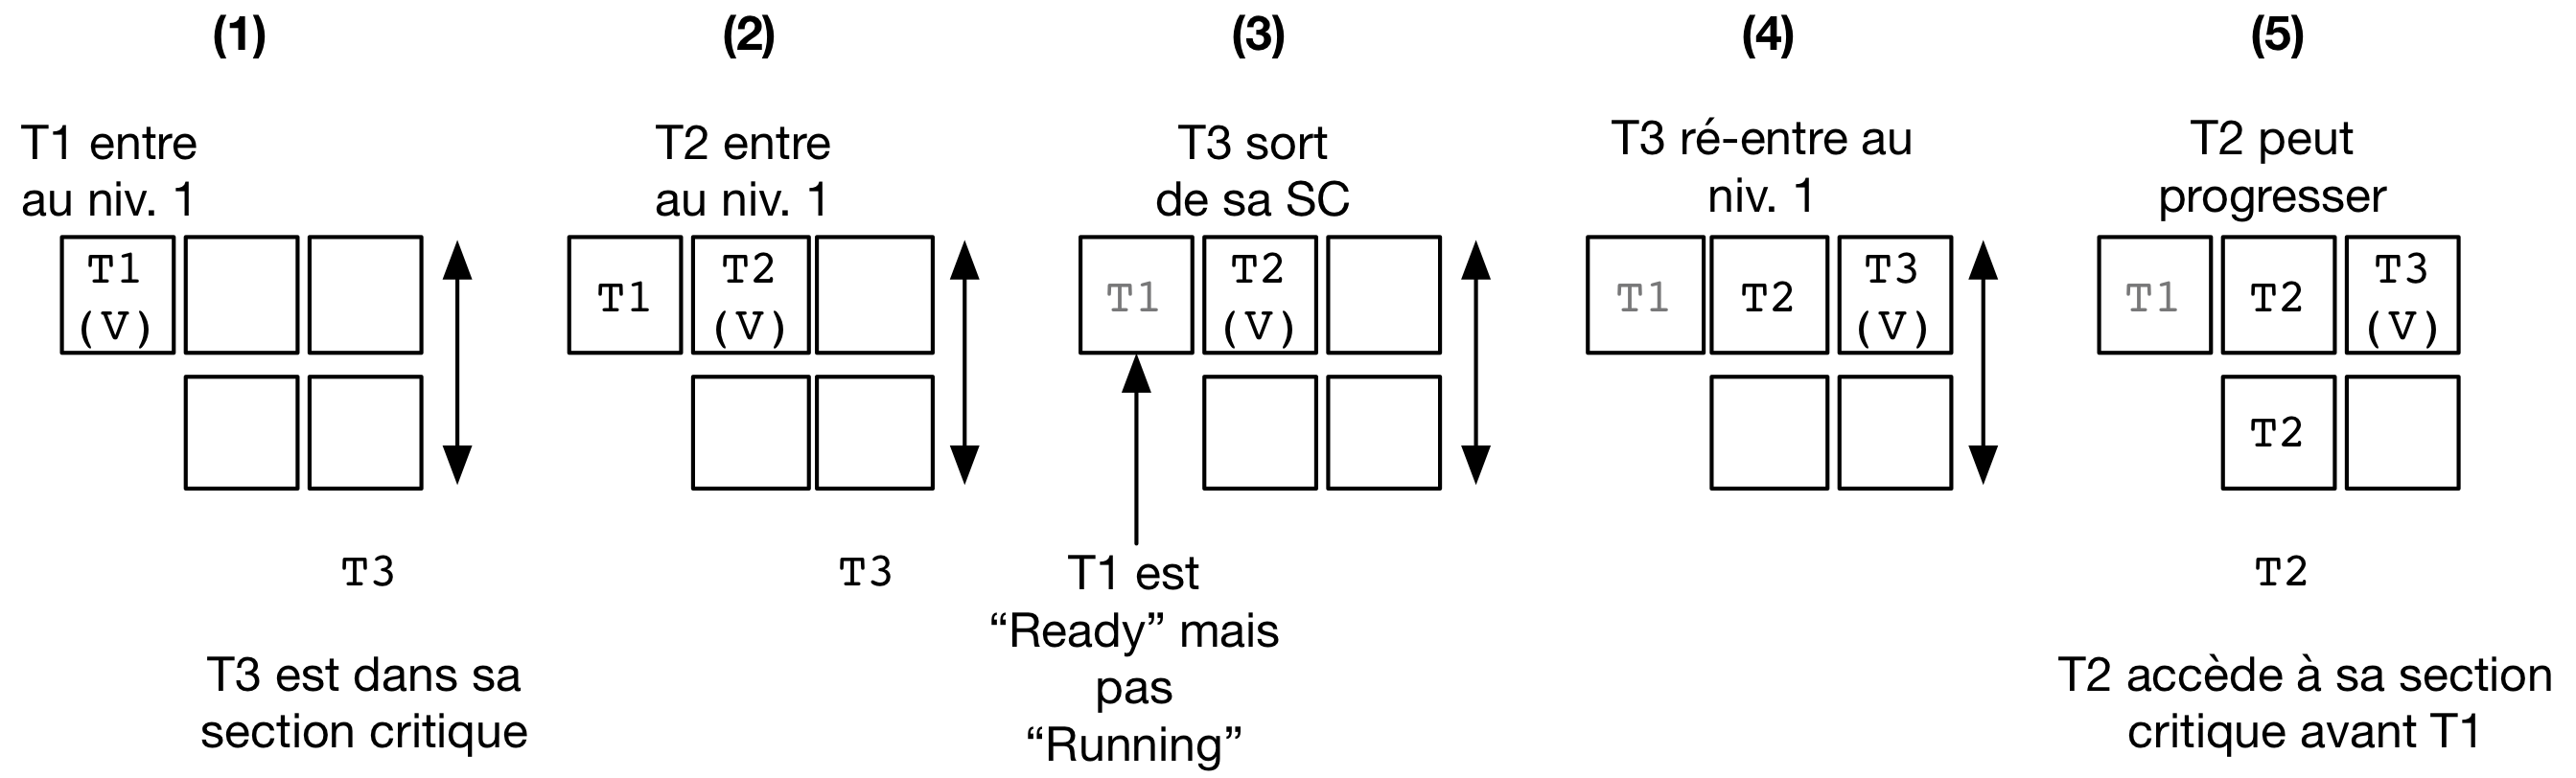 (1)
T1 entre
au niv. 1
T1
(V)
T3
T3 est dans sa
section critique
(2)
T2 entre
au niv. 1
T1
T2
(V)
T3
(3)
T3 sort
de sa SC
T1
T2
(V)
T1 est
“Ready” mais
pas
“Running”
(4)
T3 ré-entre au
niv. 1
T1
T2
T3
(V)
(5)
T2 peut
progresser
T1
T2
T3
(V)
T2
T2
T2 accède à sa section
critique avant T1